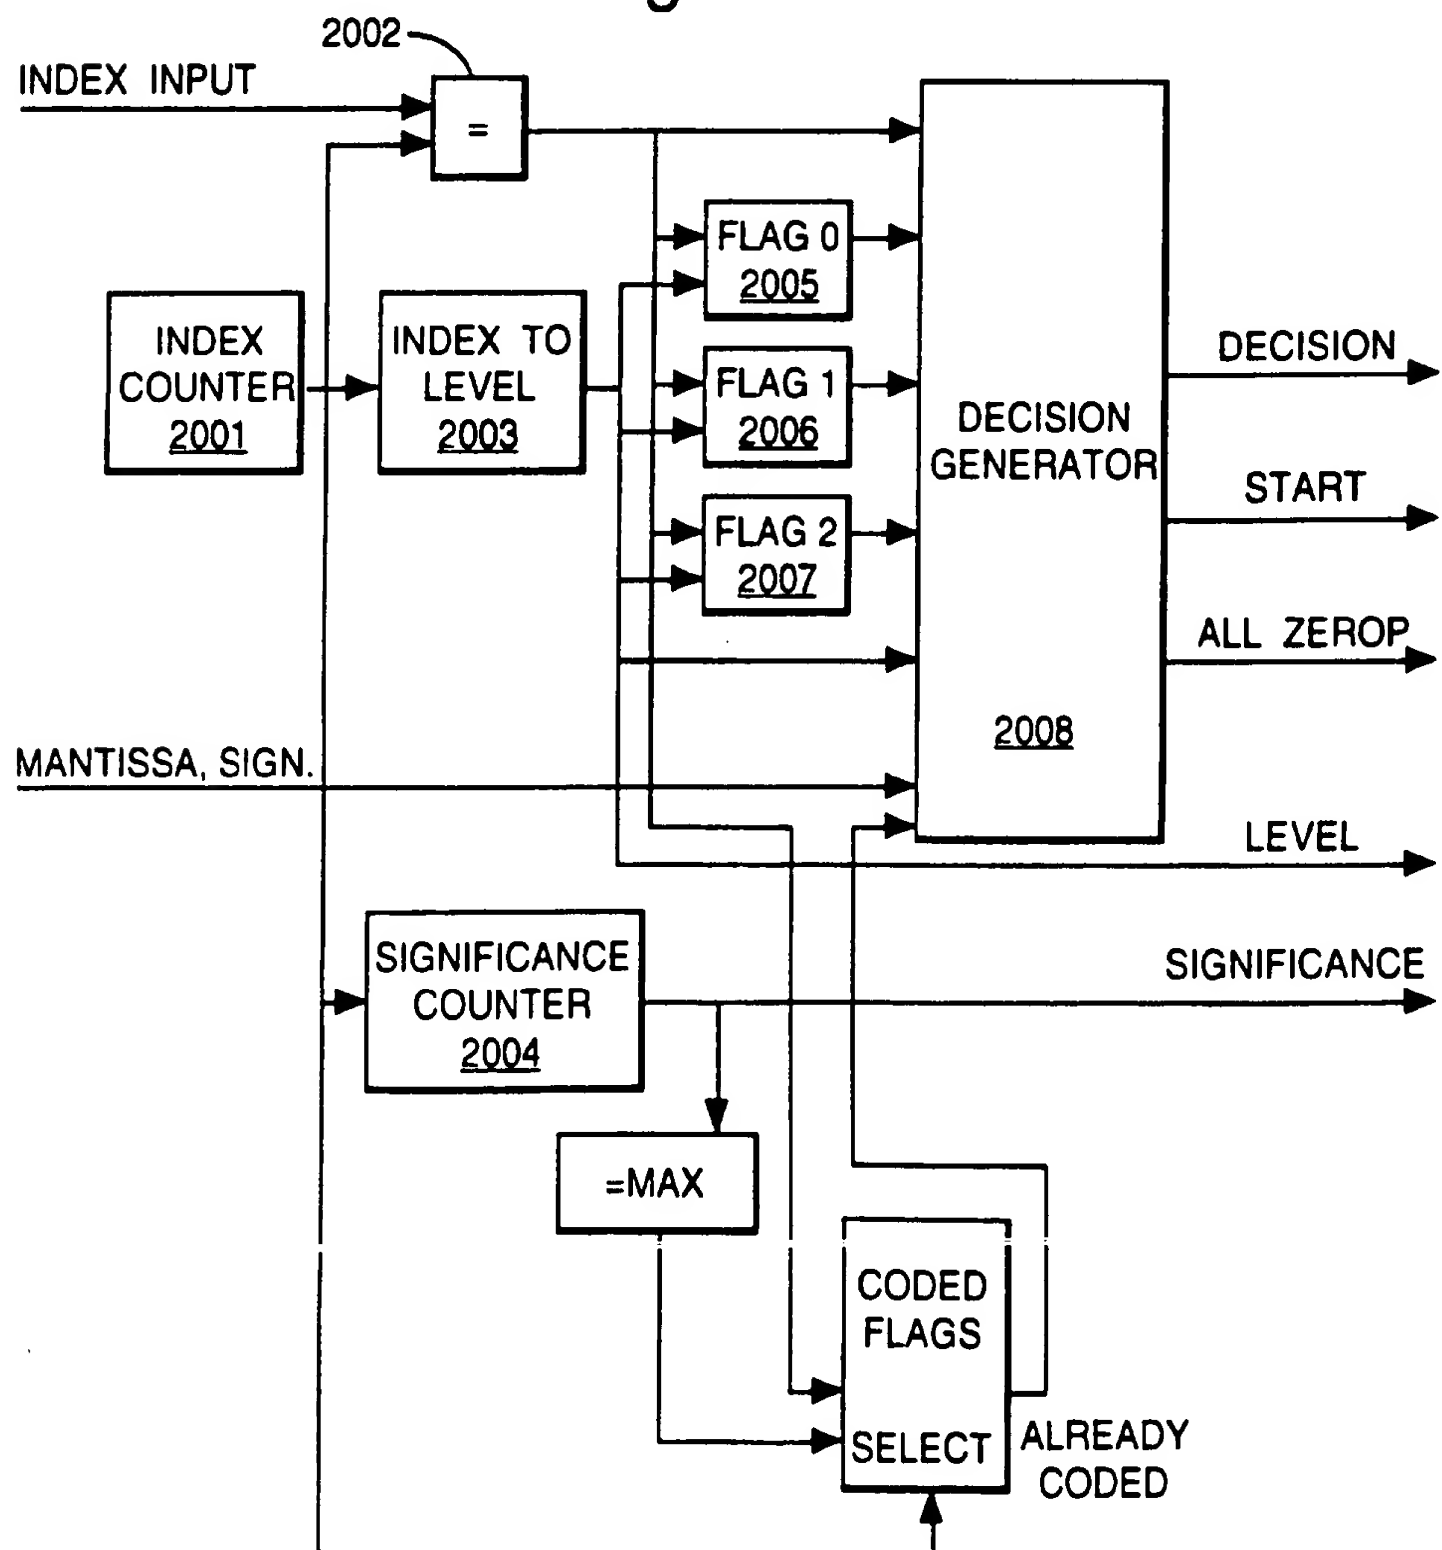 2002
INDEX INPUT
=
FLAG 0
2005
INDEX
COUNTER
2001
INDEX TO
LEVEL
2003
FLAG 1
2006
FLAG 2
2007
DECISION
GENERATOR
2008
DECISION
START
ALL ZEROP
MANTISSA, SIGN.
LEVEL
SIGNIFICANCE
COUNTER
2004
SIGNIFICANCE
=MAX
CODED
FLAGS
SELECT
ALREADY
CODED